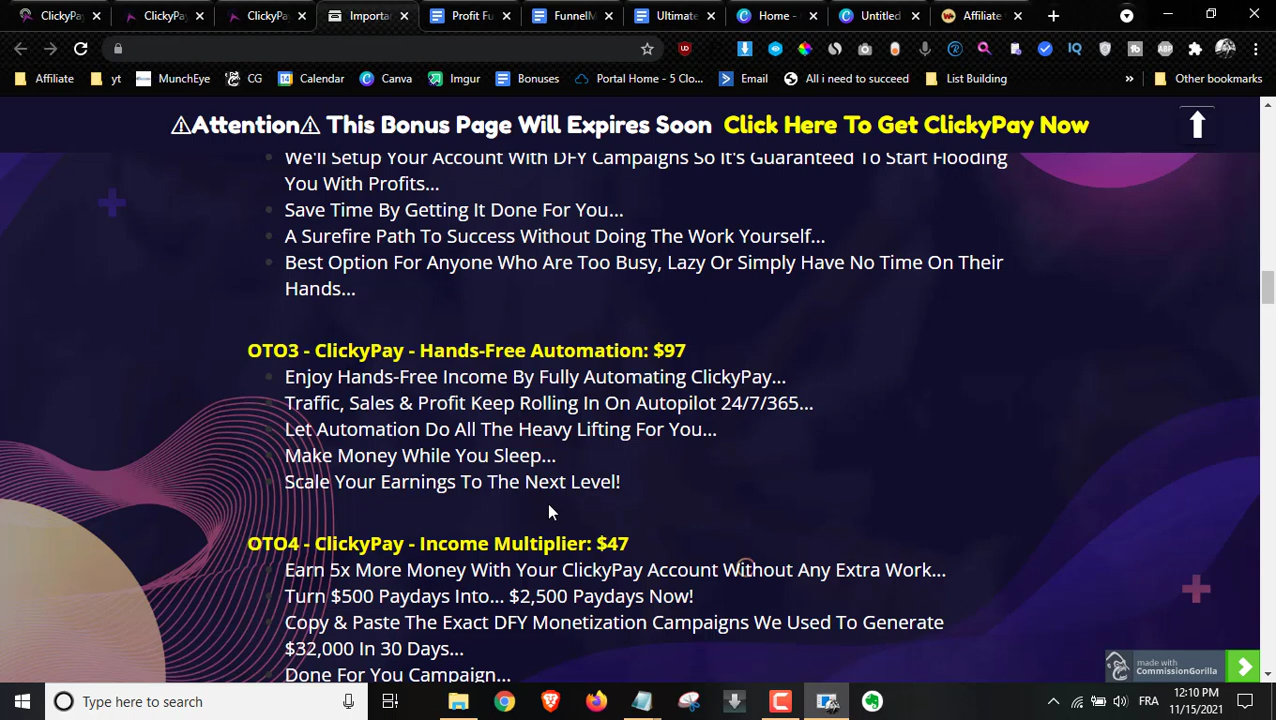 ClickyPay
ClickyPay
ClickyPay
Importa
Profit Fu
FunnelM
Ultimate
Home -
Untitled
Affiliate
Affiliate
yt
MunchEye
CG
Calendar
Canva
Imgur
Bonuses
Portal Home - 5 Clo...
Email
All i need to succeed
List Building
»
Other bookmarks
⚠Attention⚠ This Bonus Page Will Expires Soon Click Here To Get ClickyPay Now
We'll Setup Your Account With DFY Campaigns So It's Guaranteed To Start Flooding
You With Profits...
Save Time By Getting It Done For You...
A Surefire Path To Success Without Doing The Work Yourself...
Best Option For Anyone Who Are Too Busy, Lazy Or Simply Have No Time On Their
Hands...
OTO3 - ClickyPay - Hands-Free Automation: $97
Enjoy Hands-Free Income By Fully Automating ClickyPay...
Traffic, Sales & Profit Keep Rolling In On Autopilot 24/7/365...
Let Automation Do All The Heavy Lifting For You...
Make Money While You Sleep...
Scale Your Earnings To The Next Level!
OTO4 - ClickyPay - Income Multiplier: $47
Earn 5x More Money With Your ClickyPay Account Without Any Extra Work...
Turn $500 Paydays Into... $2,500 Paydays Now!
Copy & Paste The Exact DFY Monetization Campaigns We Used To Generate
$32,000 In 30 Days...
Done For You Campaign...
made with
CommissionGorilla
Type here to search
FRA
12:10 PM
11/15/2021